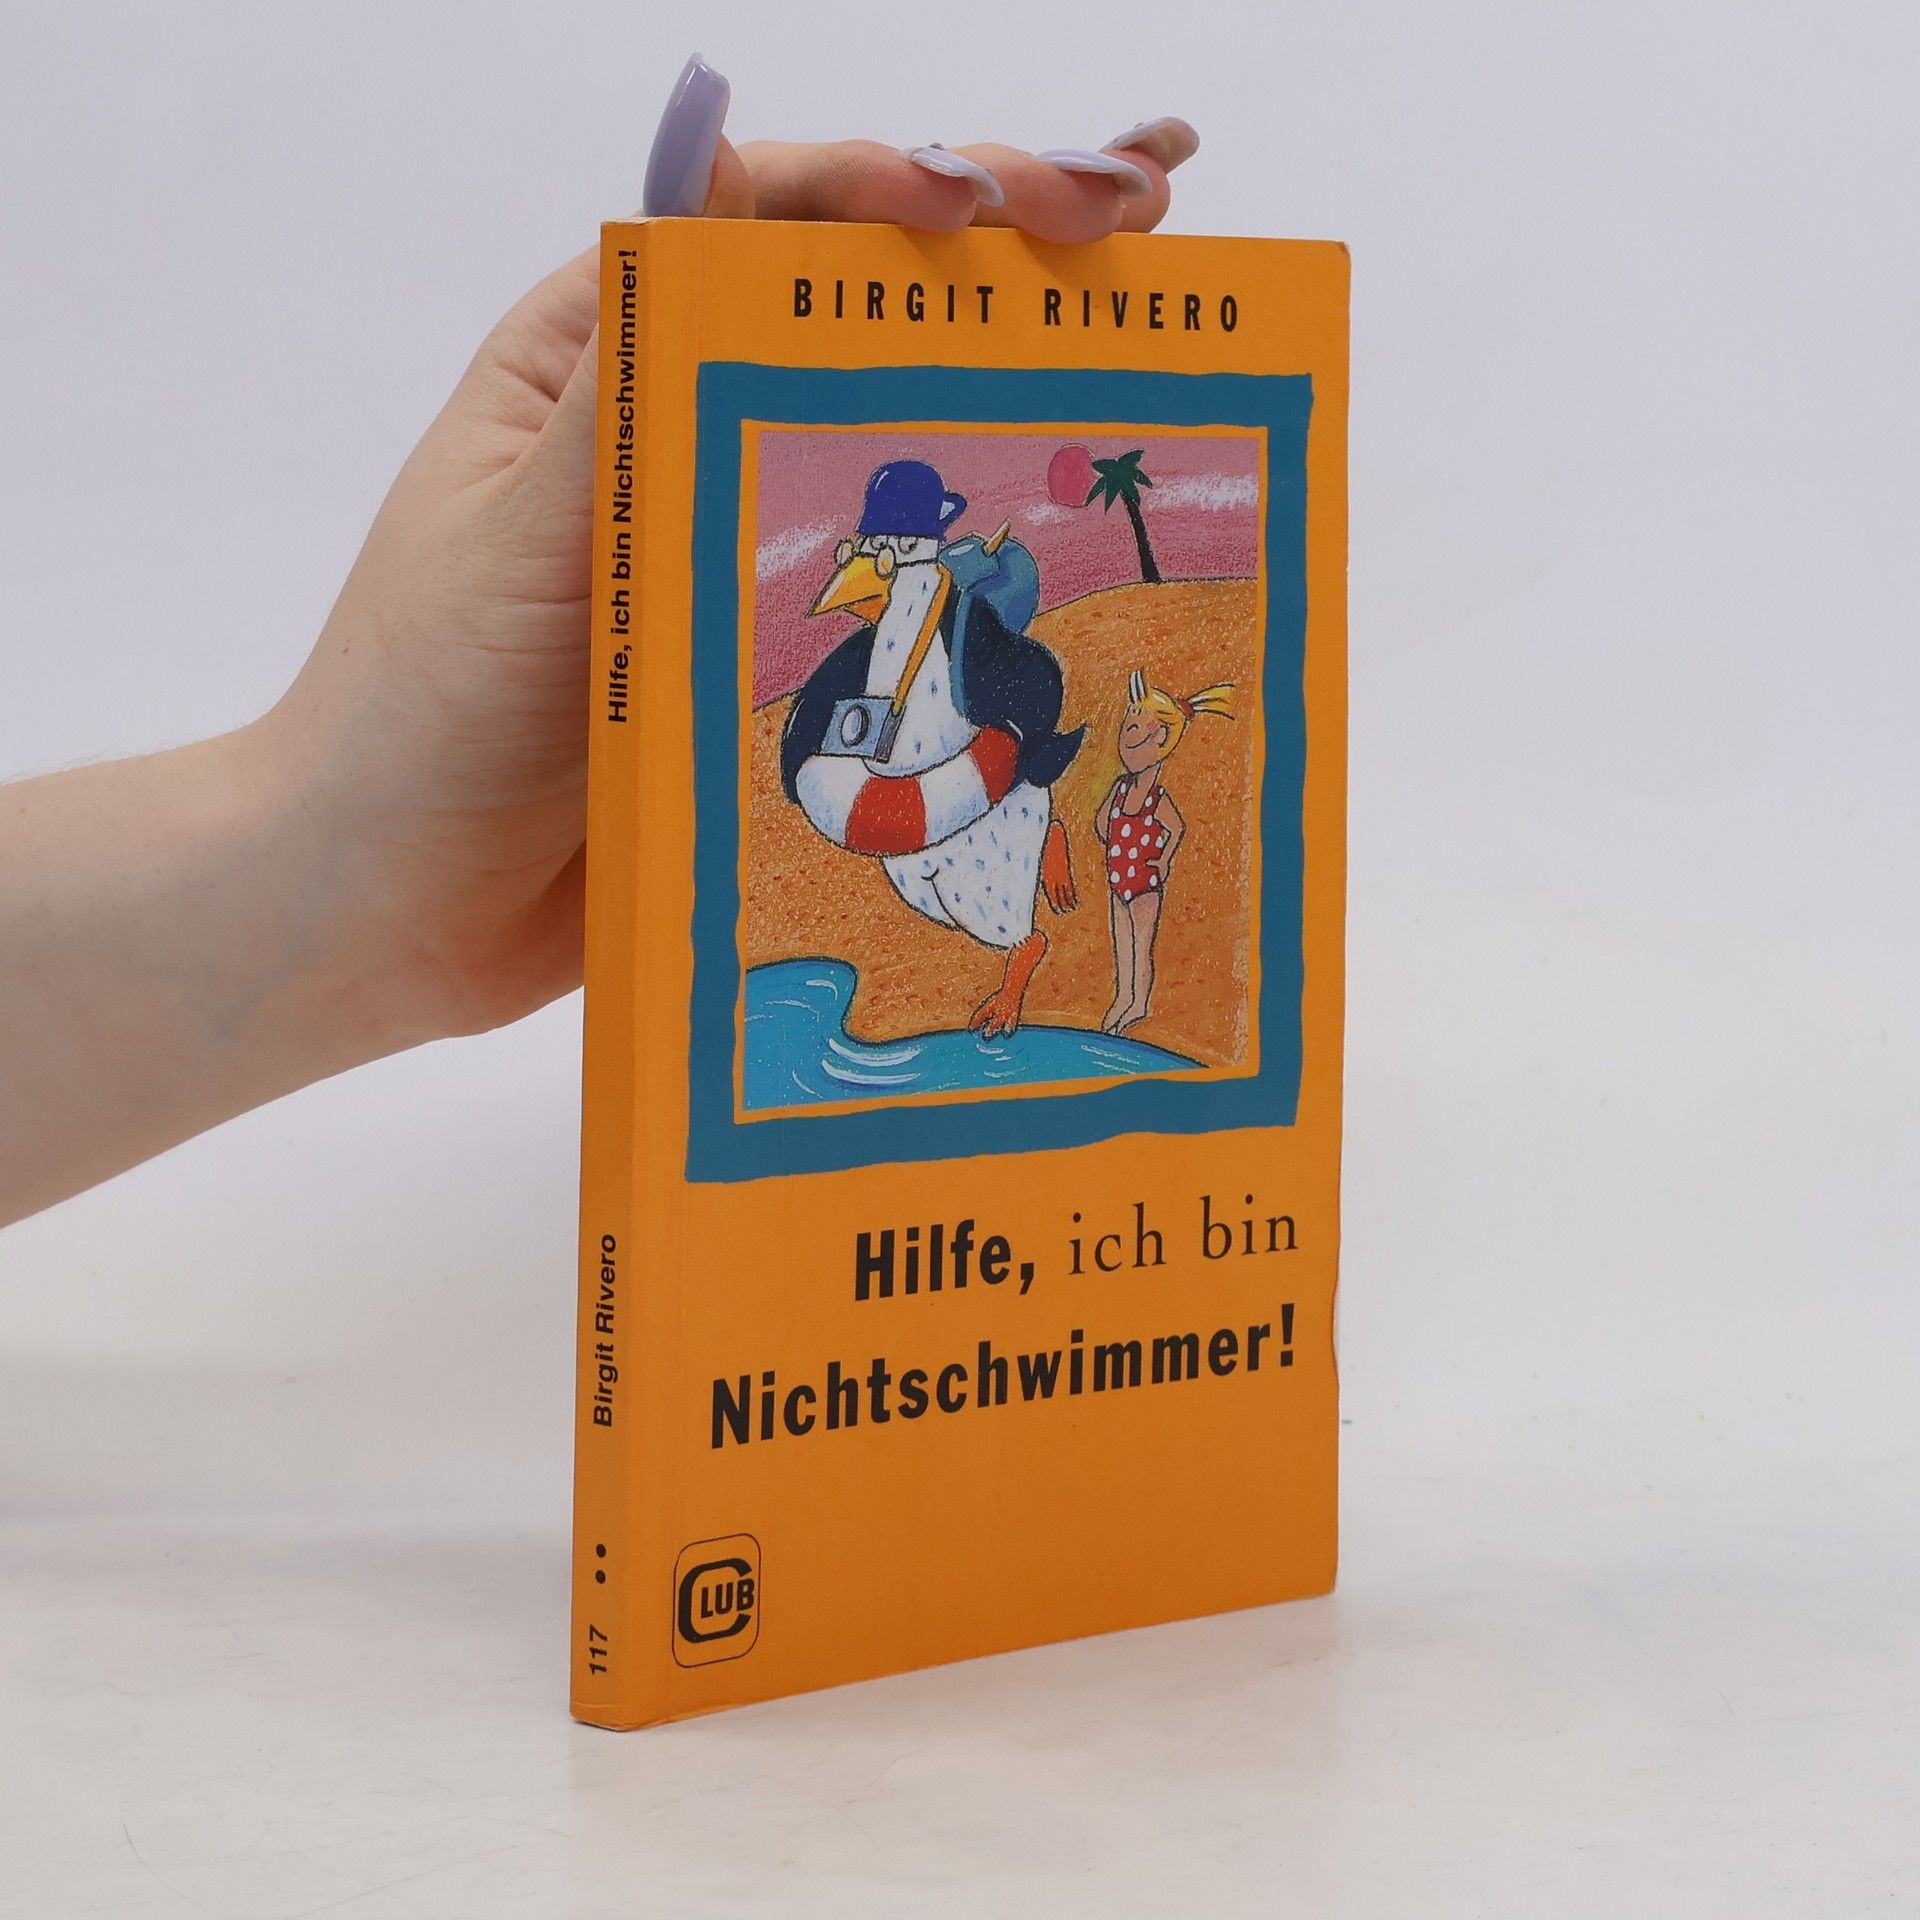 BIRGIT RIVERO
Hilfe, ich bin
Nichtschwimmer!
CLUB
Hilfe, ich bin Nichtschwimmer!
Birgit Rivero
••
117